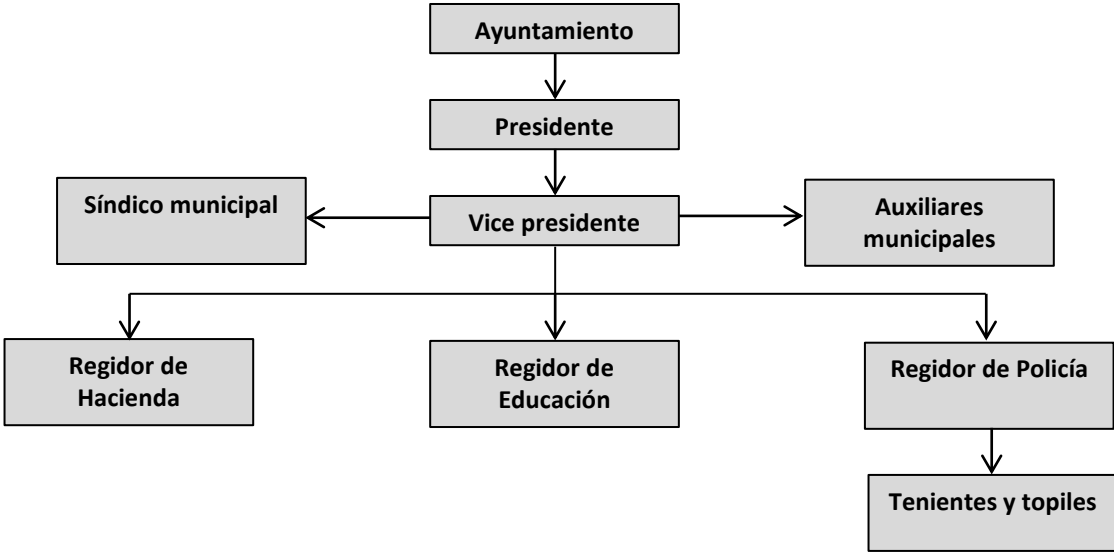 Ayuntamiento
Presidente
Síndico municipal
Vice presidente
Auxiliares
municipales
Regidor de
Hacienda
Regidor de
Educación
Regidor de Policía
Tenientes y topiles